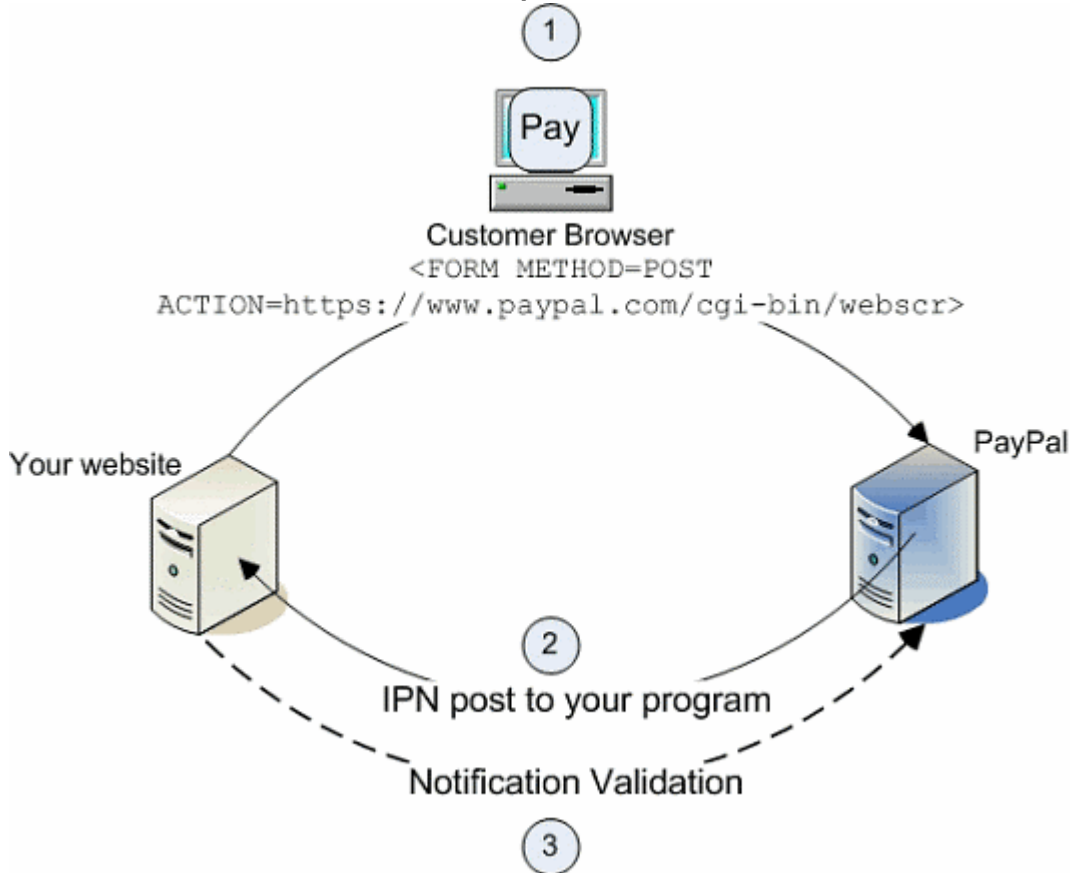 1
Pay
Customer Browser
<FORM METHOD=POST
ACTION=https://www.paypal.com/cgi-bin/webscr>
Your website
PayPal
2
IPN post to your program
Notification Validation
3